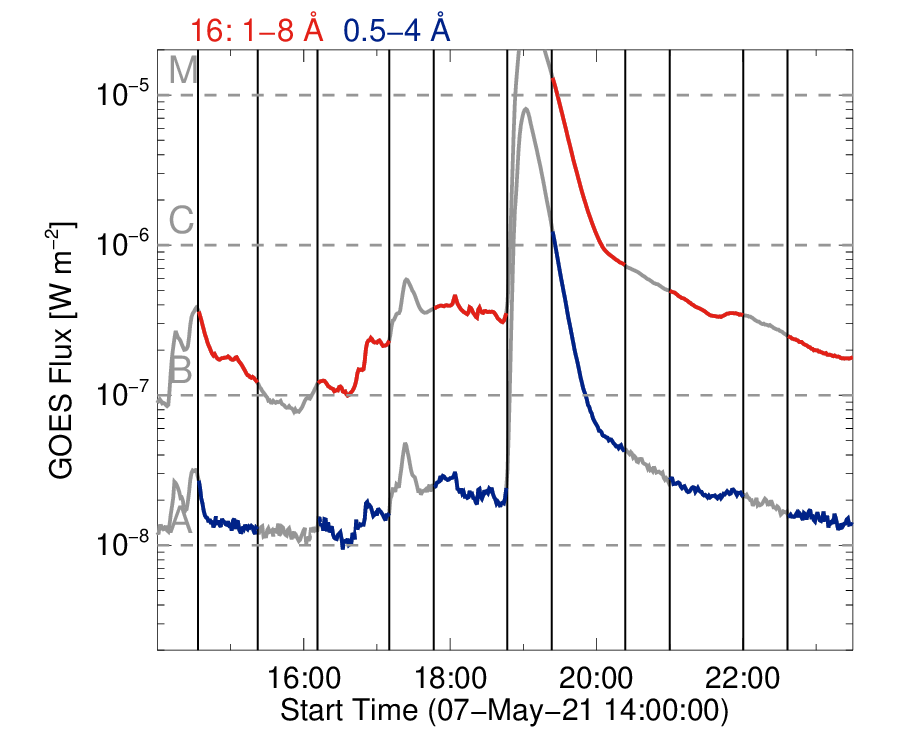 16: 1−8 Å 0.5−4 Å
M
10⁻⁵
C
10⁻⁶
B
10⁻⁷
A
10⁻⁸
GOES Flux [W m⁻²]
16:00 18:00 20:00 22:00
Start Time (07−May−21 14:00:00)